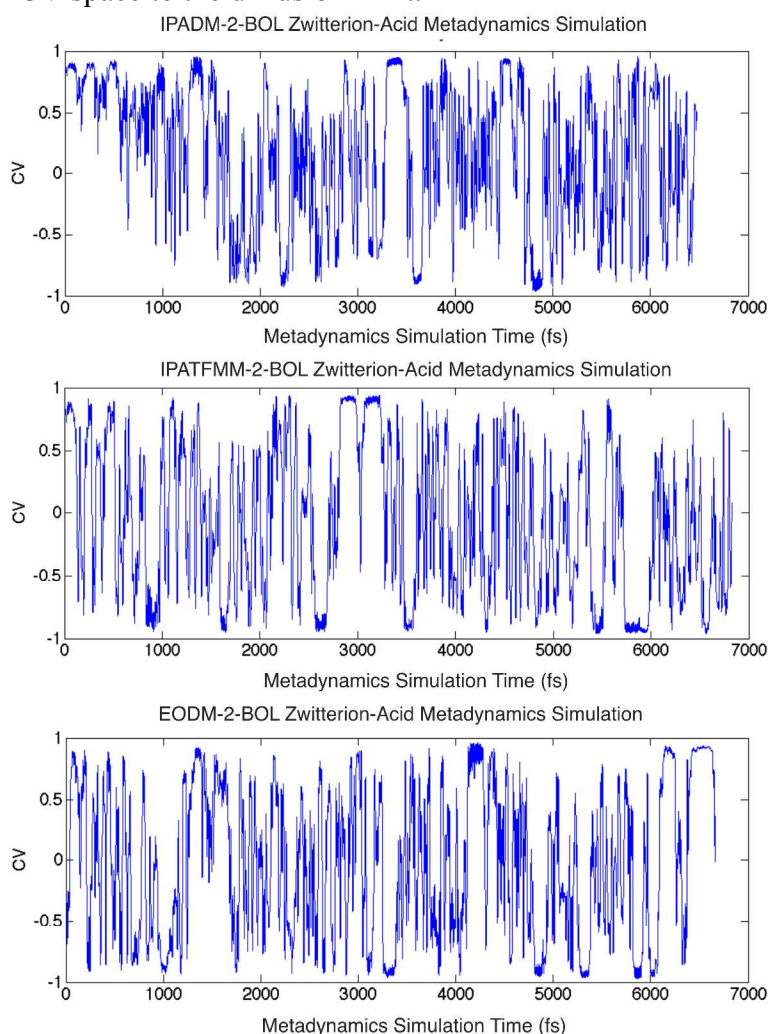 IPADM-2-BOL Zwitterion-Acid Metadynamics Simulation
1
0.5
0
-0.5
-1
CV
0 1000 2000 3000 4000 5000 6000 7000
Metadynamics Simulation Time (fs)
IPATFMM-2-BOL Zwitterion-Acid Metadynamics Simulation
1
0.5
0
-0.5
-1
CV
0 1000 2000 3000 4000 5000 6000 7000
Metadynamics Simulation Time (fs)
EODM-2-BOL Zwitterion-Acid Metadynamics Simulation
1
0.5
0
-0.5
-1
CV
0 1000 2000 3000 4000 5000 6000 7000
Metadynamics Simulation Time (fs)